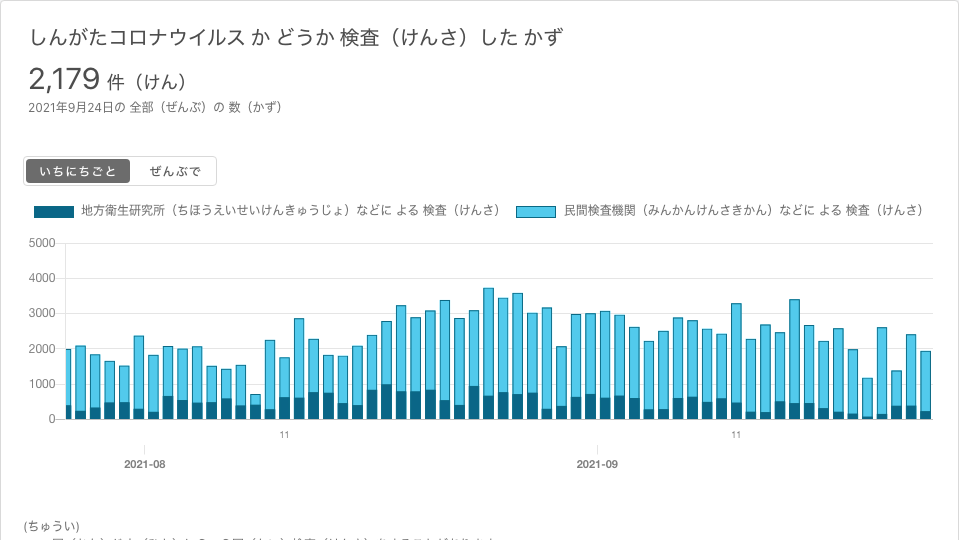 しんがたコロナウイルス か どうか 検査（けんさ）した かず
2,179 件（けん）
2021年9月24日の 全部（ぜんぶ）の 数（かず）
いちにちごと ぜんぶで
地方衛生研究所（ちほうえいせいけんきゅうじょ）などに よる 検査（けんさ） 民間検査機関（みんかんけんさきかん）などに よる 検査（けんさ）
5000
4000
3000
2000
1000
0
11 11
2021-08 2021-09
(ちゅうい)